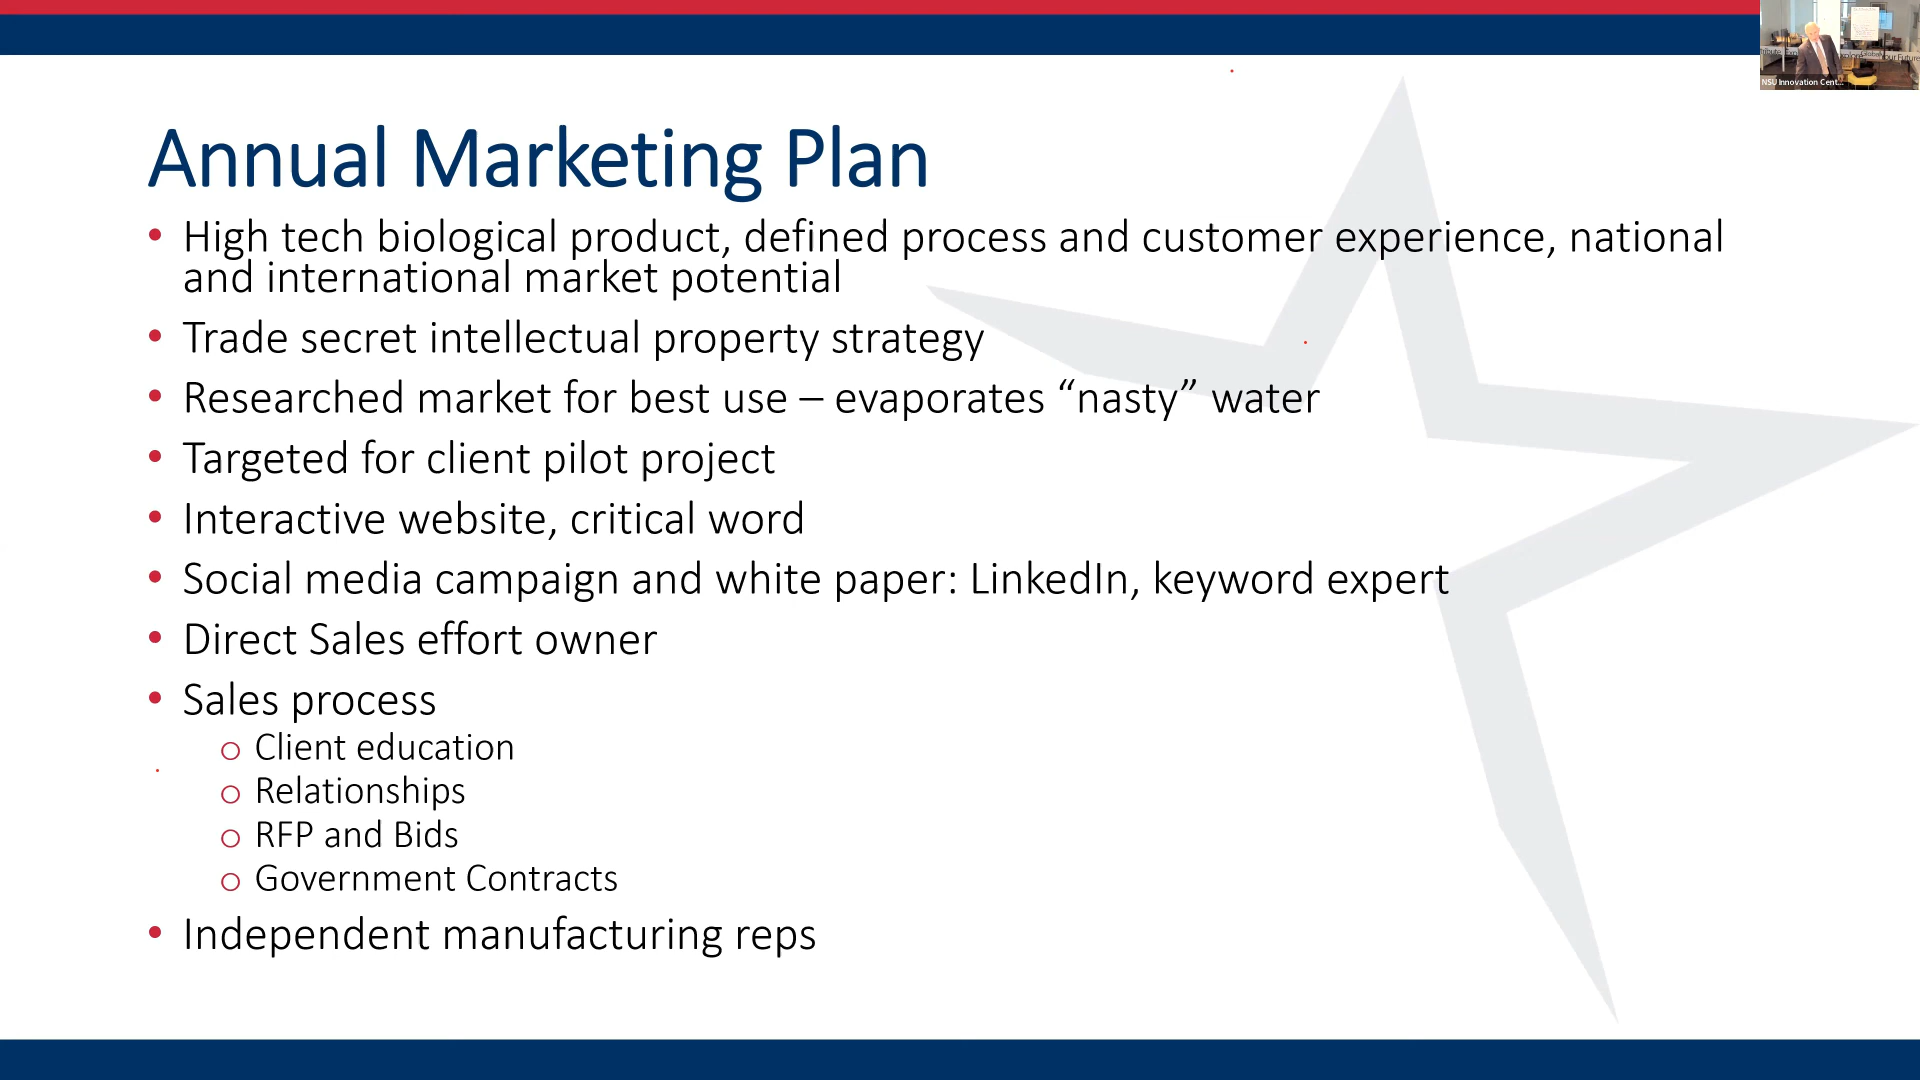 NSU Innovation Cent...
Annual Marketing Plan
• High tech biological product, defined process and customer experience, national
and international market potential
• Trade secret intellectual property strategy
• Researched market for best use – evaporates “nasty” water
• Targeted for client pilot project
• Interactive website, critical word
• Social media campaign and white paper: LinkedIn, keyword expert
• Direct Sales effort owner
• Sales process
o Client education
o Relationships
o RFP and Bids
o Government Contracts
• Independent manufacturing reps